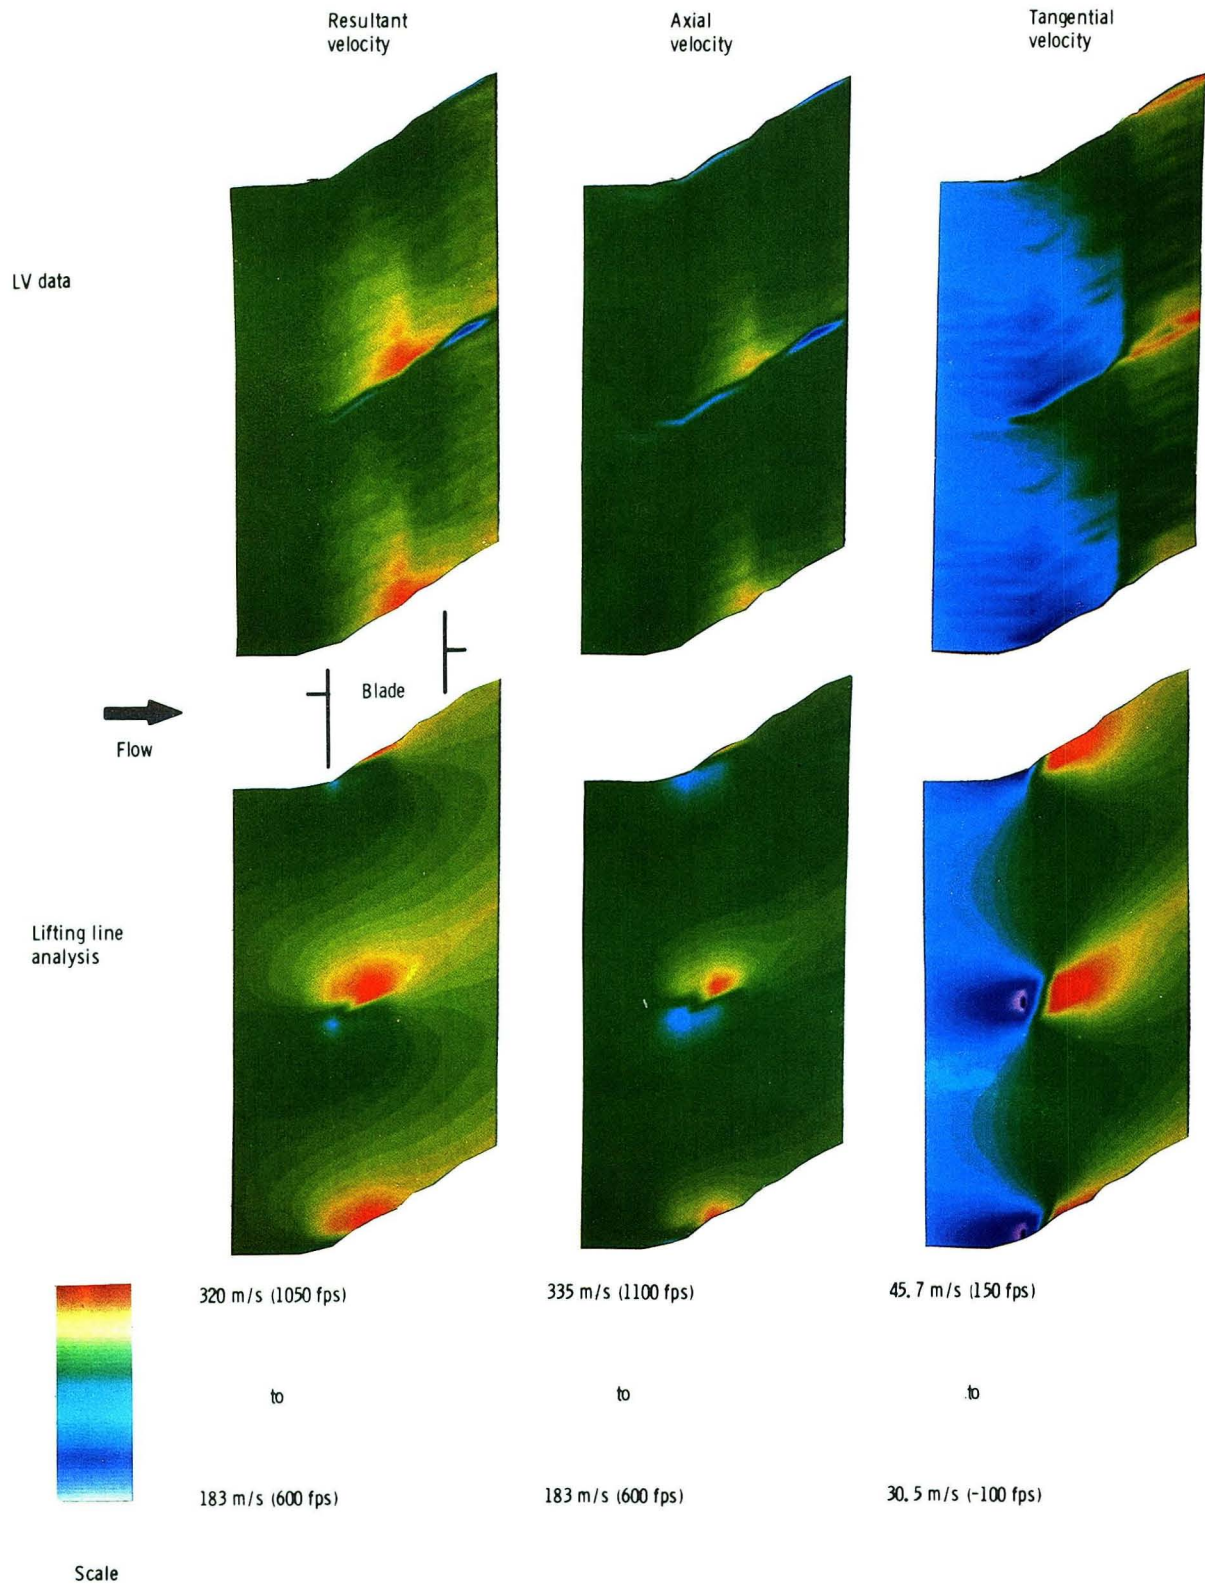 Resultant
velocity
Axial
velocity
Tangential
velocity
LV data
Blade
Flow
Lifting line
analysis
320 m/s (1050 fps)
335 m/s (1100 fps)
45.7 m/s (150 fps)
to
to
to
183 m/s (600 fps)
183 m/s (600 fps)
30.5 m/s (-100 fps)
Scale